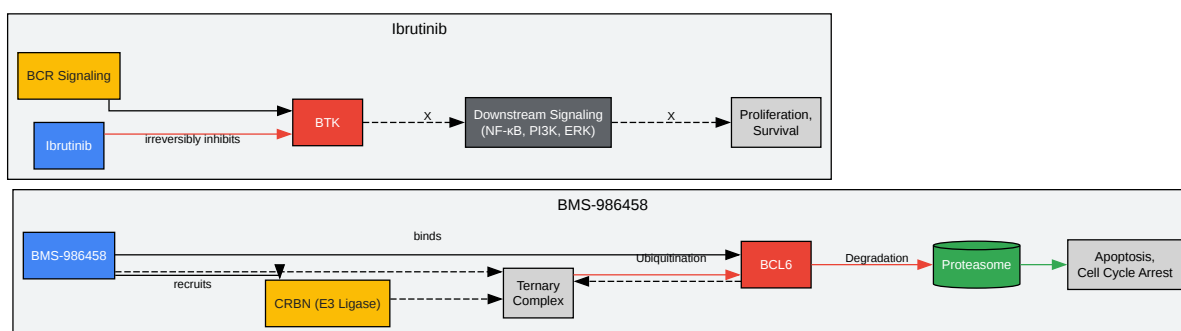 Ibrutinib
BCR Signaling
Ibrutinib
irreversibly inhibits
BTK
X
Downstream Signaling
(NF-κB, PI3K, ERK)
X
Proliferation,
Survival
BMS-986458
BMS-986458
binds
recruits
CRBN (E3 Ligase)
Ternary
Complex
Ubiquitination
BCL6
Degradation
Proteasome
Apoptosis,
Cell Cycle Arrest